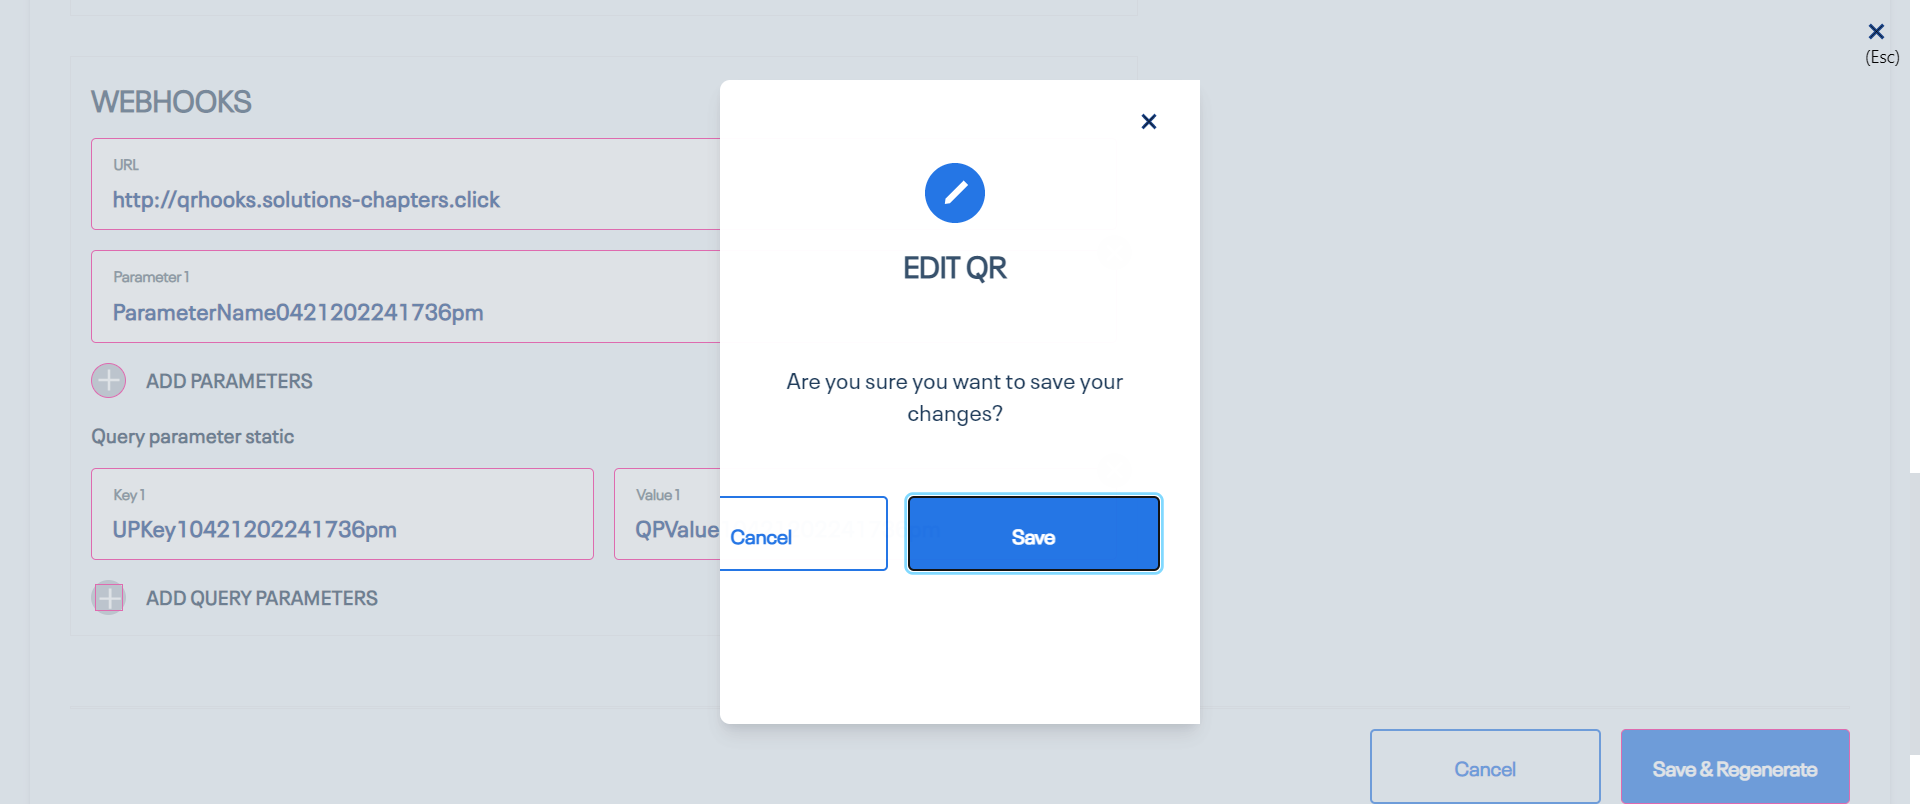 (Esc)
WEBHOOKS
URL
http://qrhooks.solutions-chapters.click
Parameter 1
ParameterName0421202241736pm
ADD PARAMETERS
Query parameter static
Key 1
UPKey10421202241736pm
Value 1
QPValue
ADD QUERY PARAMETERS
EDIT QR
Are you sure you want to save your
changes?
Cancel
Save
Cancel
Save & Regenerate